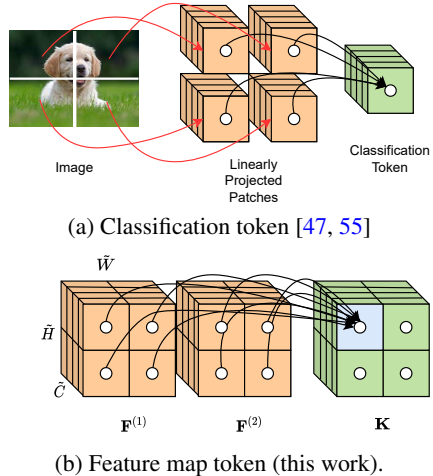 Image
Linearly
Projected
Patches
Classification
Token
(a) Classification token [47, 55]
W̃
H̃
C̃
F⁽¹⁾
F⁽²⁾
K
(b) Feature map token (this work).